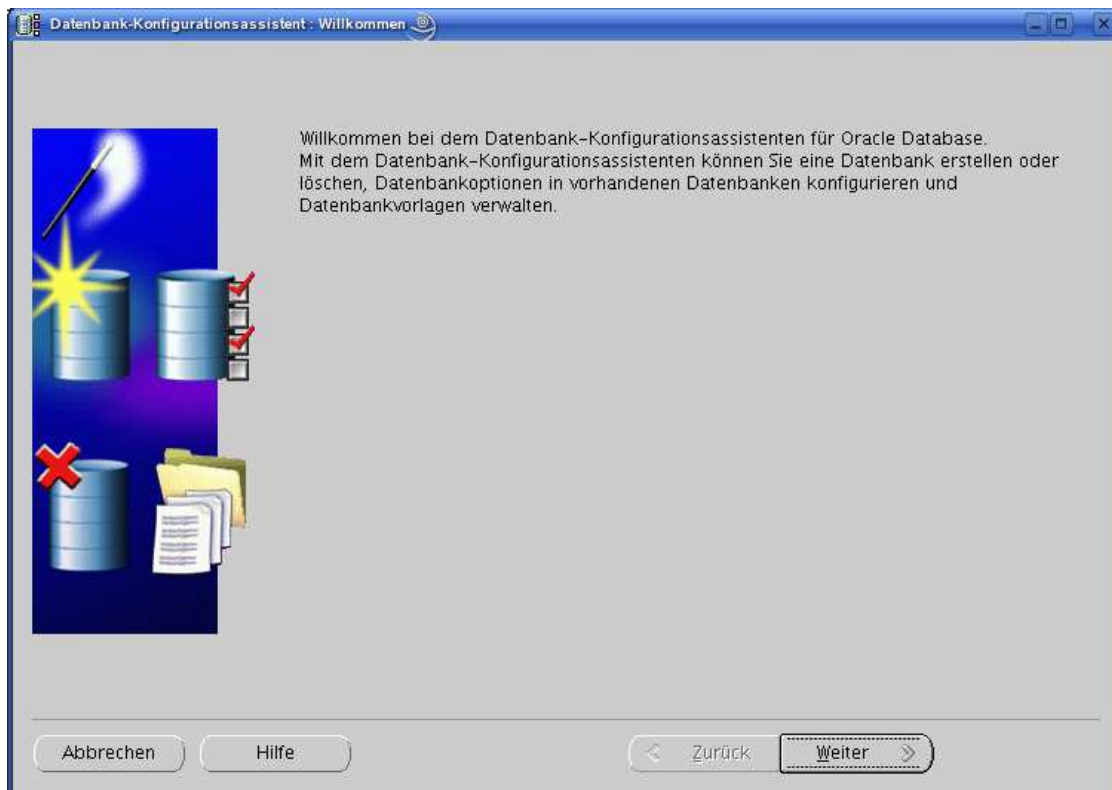 Datenbank-Konfigurationsassistent : Willkommen
Willkommen bei dem Datenbank-Konfigurationsassistenten für Oracle Database.
Mit dem Datenbank-Konfigurationsassistenten können Sie eine Datenbank erstellen oder
löschen, Datenbankoptionen in vorhandenen Datenbanken konfigurieren und
Datenbankvorlagen verwalten.
Abbrechen
Hilfe
Zurück
Weiter